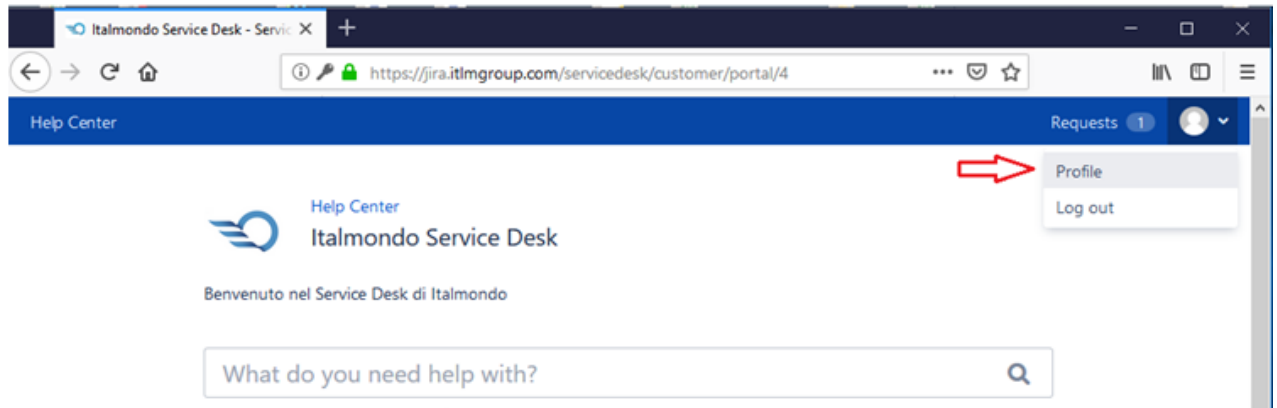 Italmondo Service Desk - Servic
https://jira.itlmgroup.com/servicedesk/customer/portal/4
Help Center
Requests 1
Profile
Log out
Help Center
Italmondo Service Desk
Benvenuto nel Service Desk di Italmondo
What do you need help with?